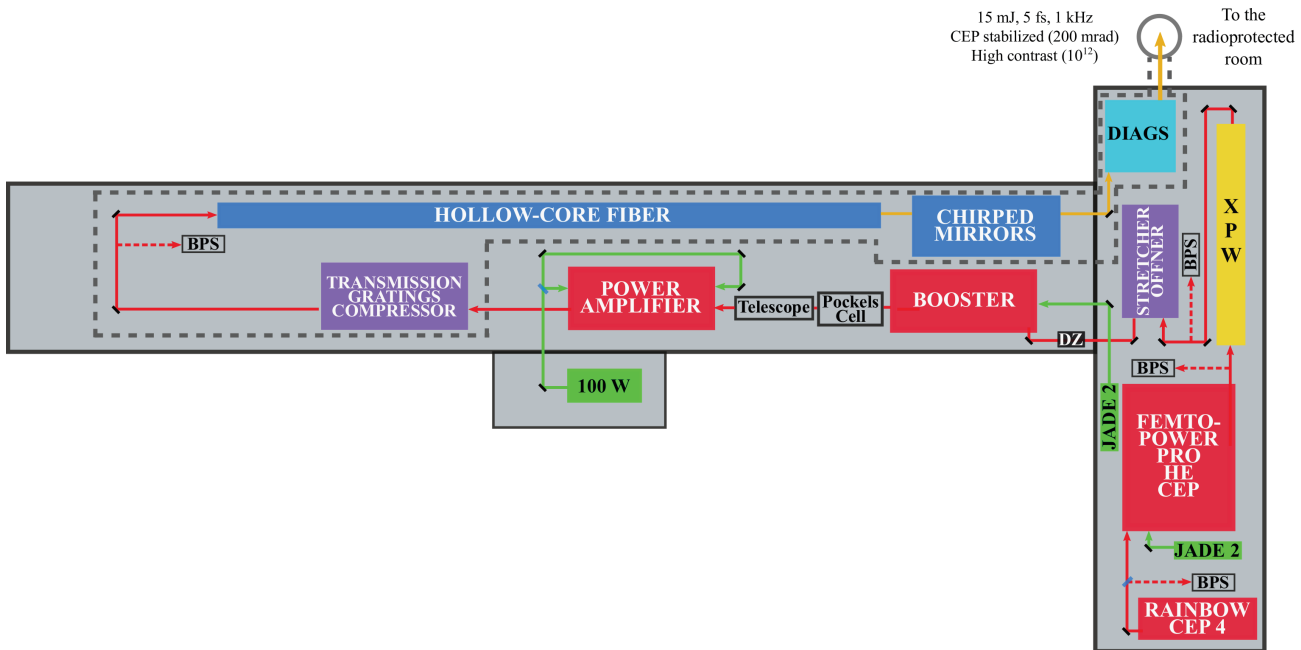 15 mJ, 5 fs, 1 kHz
CEP stabilized (200 mrad)
High contrast (10¹²)
To the
radioprotected
room
DIAGS
XPW
HOLLOW-CORE FIBER
CHIRPED
MIRRORS
BPS
STRETCHER
OFFNER
BPS
TRANSMISSION
GRATINGS
COMPRESSOR
POWER
AMPLIFIER
Telescope
Pockels
Cell
BOOSTER
DZ
BPS
100 W
JADE 2
FEMTO-
POWER
PRO
HE
CEP
JADE 2
BPS
RAINBOW
CEP 4